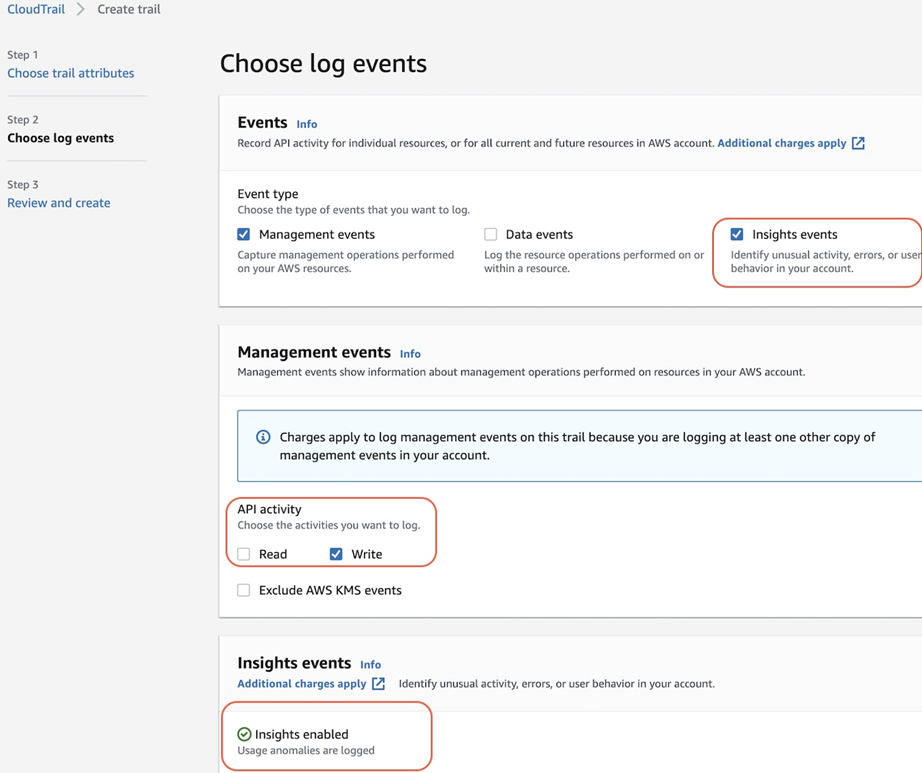 CloudTrail > Create trail
Step 1
Choose trail attributes
Step 2
Choose log events
Step 3
Review and create
Choose log events
Events Info
Record API activity for individual resources, or for all current and future resources in AWS account. Additional charges apply
Event type
Choose the type of events that you want to log.
Management events
Capture management operations performed
on your AWS resources.
Data events
Log the resource operations performed on or
within a resource.
Insights events
Identify unusual activity, errors, or user
behavior in your account.
Management events Info
Management events show information about management operations performed on resources in your AWS account.
Charges apply to log management events on this trail because you are logging at least one other copy of
management events in your account.
API activity
Choose the activities you want to log.
Read Write
Exclude AWS KMS events
Insights events Info
Additional charges apply Identify unusual activity, errors, or user behavior in your account.
Insights enabled
Usage anomalies are logged